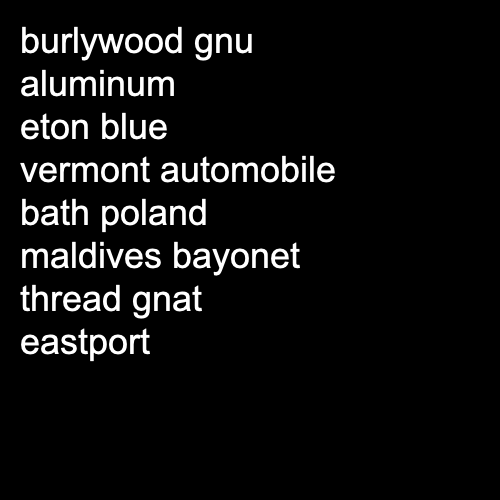 burlywood gnu
aluminum
eton blue
vermont automobile
bath poland
maldives bayonet
thread gnat
eastport